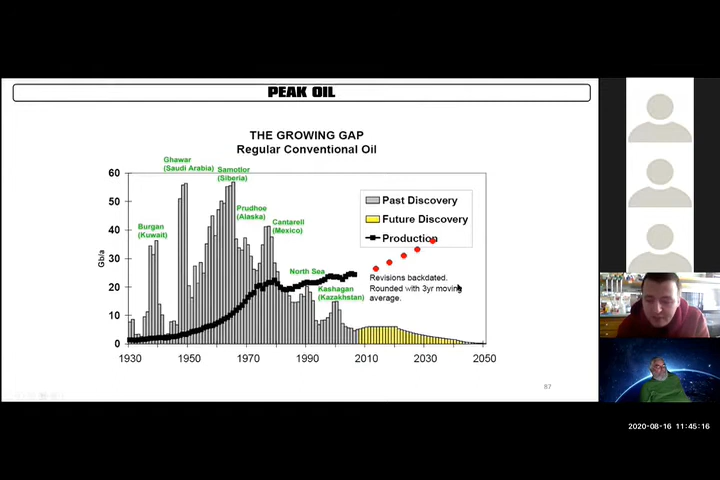 PEAK OIL
THE GROWING GAP
Regular Conventional Oil
Ghawar
(Saudi Arabia)
Samotlor
(Siberia)
60
Past Discovery
Future Discovery
Production
50
Prudhoe
(Alaska)
Burgan
(Kuwait)
Cantarell
(Mexico)
40
Gb/a
30
North Sea
Revisions backdated.
Rounded with 3yr moving
average.
Kashagan
(Kazakhstan)
20
10
0
1930 1950 1970 1990 2010 2030 2050
87
2020-08-16 11:45:16